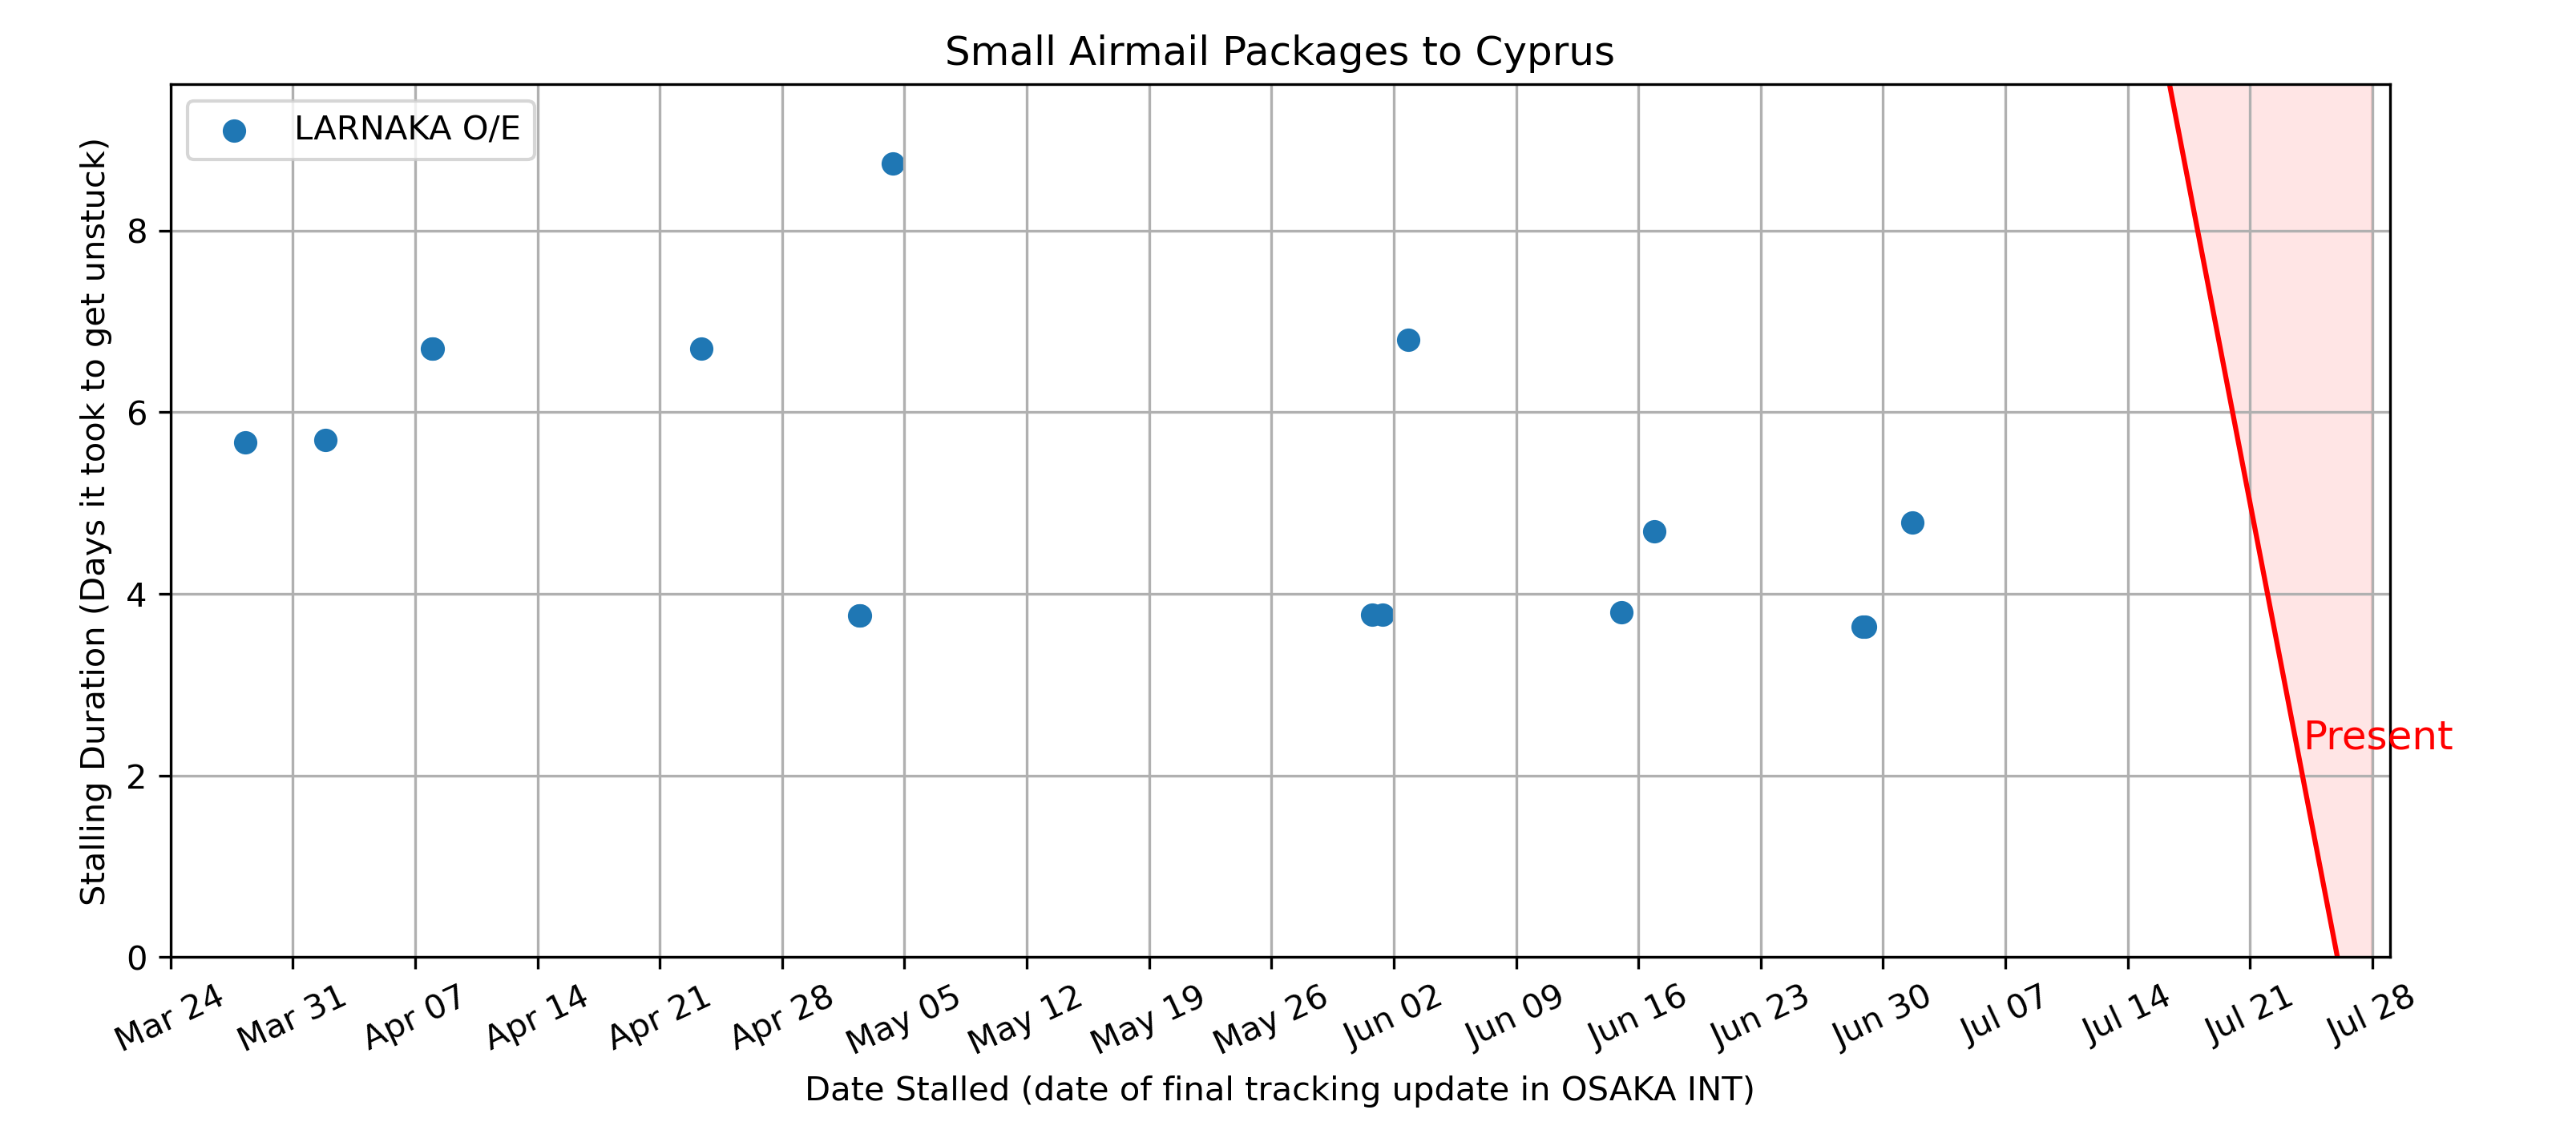 Small Airmail Packages to Cyprus
LARNAKA O/E
Stalling Duration (Days it took to get unstuck)
8
6
4
2
0
Present
Mar 24
Mar 31
Apr 07
Apr 14
Apr 21
Apr 28
May 05
May 12
May 19
May 26
Jun 02
Jun 09
Jun 16
Jun 23
Jun 30
Jul 07
Jul 14
Jul 21
Jul 28
Date Stalled (date of final tracking update in OSAKA INT)